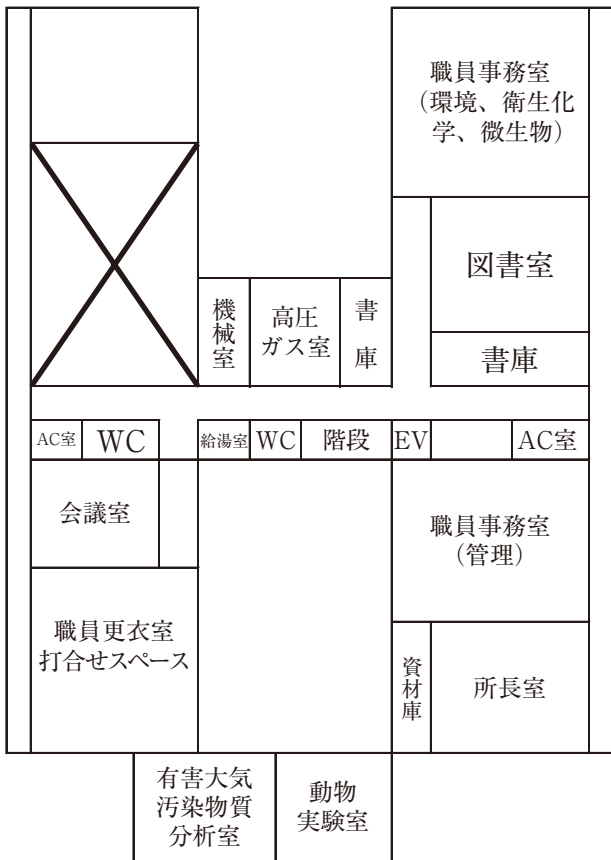 職員事務室
（環境、衛生化
学、微生物）
図書室
機械室
高圧
ガス室
書庫
書庫
AC室
WC
給湯室
WC
階段
EV
AC室
会議室
職員事務室
（管理）
職員更衣室
打合せスペース
資材庫
所長室
有害大気
汚染物質
分析室
動物
実験室